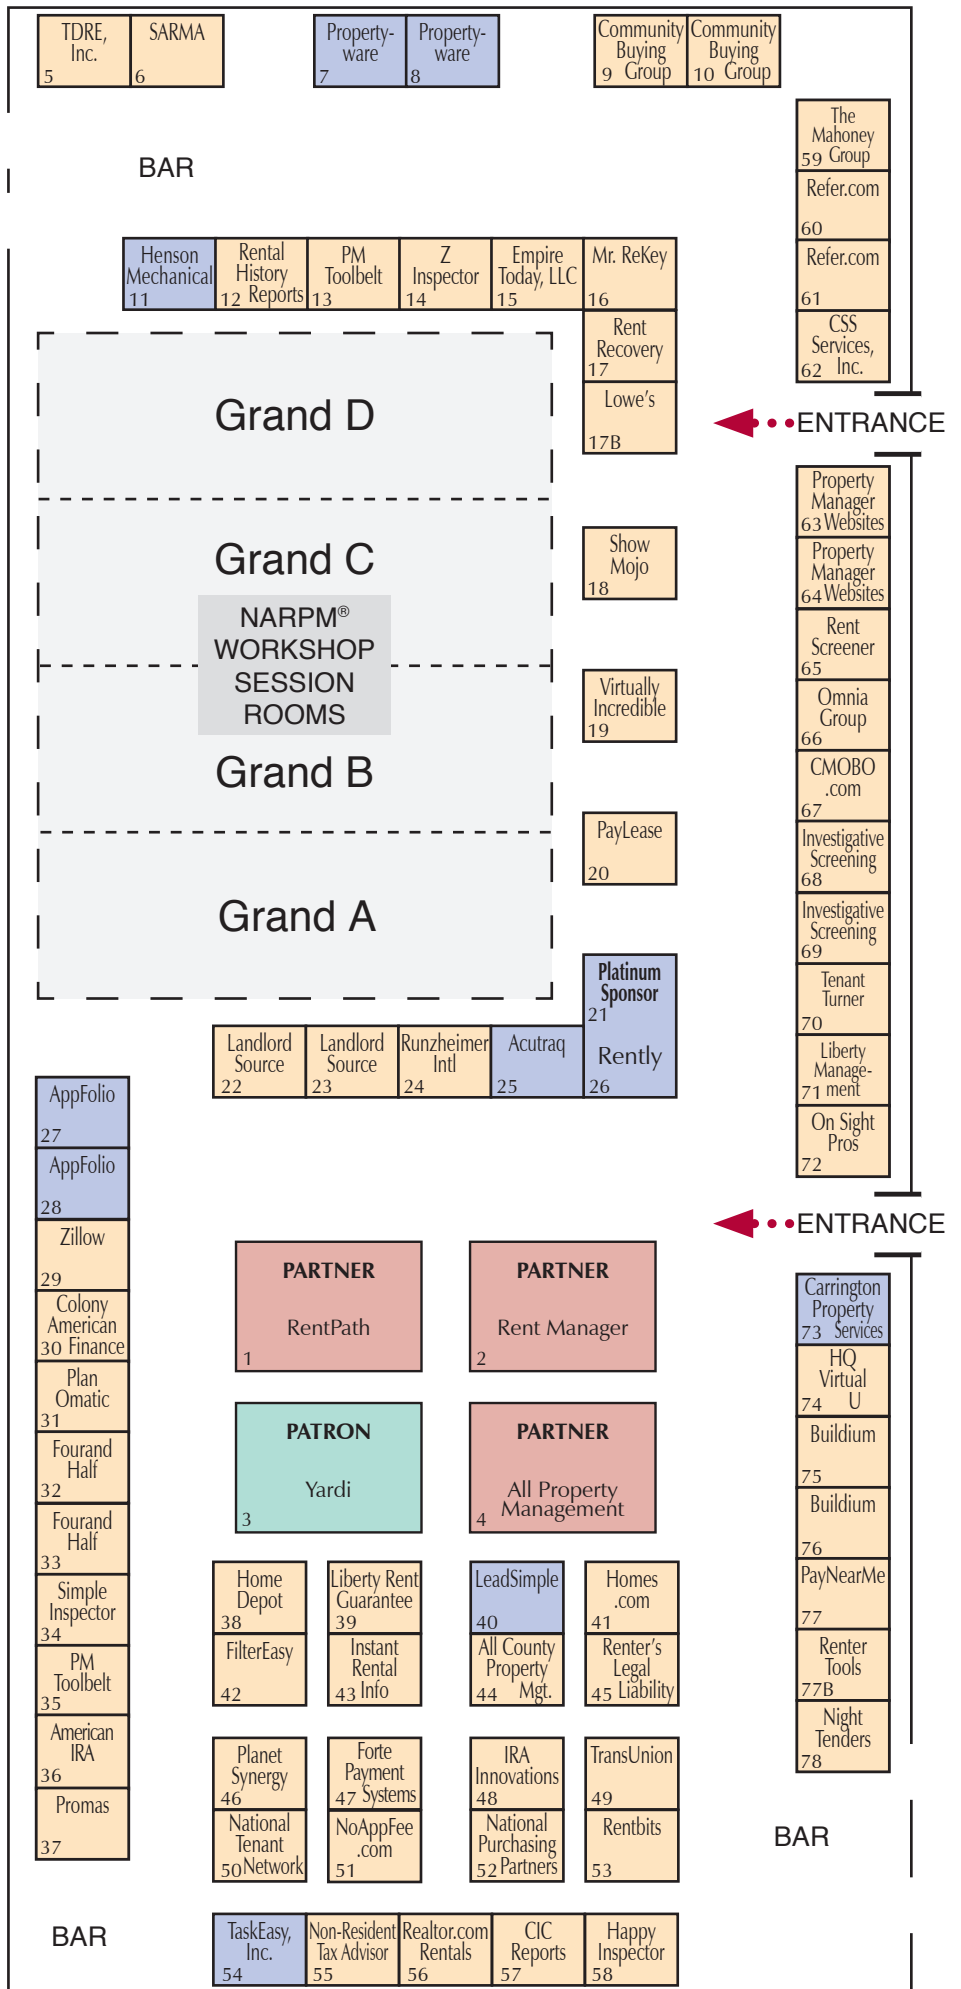 TDRE,
Inc.
5
SARMA
6
Property-
ware
7
Property-
ware
8
Community
Buying
9 Group
Community
Buying
10 Group
The
Mahoney
59 Group
Refer.com
60
Refer.com
61
CSS
Services,
62 Inc.
BAR
Henson
Mechanical
11
Rental
History
12 Reports
PM
Toolbelt
13
Z
Inspector
14
Empire
Today, LLC
15
Mr. ReKey
16
Rent
Recovery
17
Lowe's
17B
ENTRANCE
Grand D
Grand C
NARPM®
WORKSHOP
SESSION
ROOMS
Grand B
Grand A
Show
Mojo
18
Virtually
Incredible
19
PayLease
20
Platinum
Sponsor
21
Rently
26
Property
Manager
63 Websites
Property
Manager
64 Websites
Rent
Screener
65
Omnia
Group
66
CMOBO
.com
67
Investigative
Screening
68
Investigative
Screening
69
Tenant
Turner
70
Liberty
Manage-
71 ment
On Sight
Pros
72
Landlord
Source
22
Landlord
Source
23
Runzheimer
Intl
24
Acutraq
25
ENTRANCE
AppFolio
27
AppFolio
28
Zillow
29
Colony
American
30 Finance
Plan
Omatic
31
Fourand
Half
32
Fourand
Half
33
Simple
Inspector
34
PM
Toolbelt
35
American
IRA
36
Promas
37
PARTNER
RentPath
1
PARTNER
Rent Manager
2
PATRON
Yardi
3
PARTNER
All Property
4 Management
Carrington
Property
73 Services
HQ
Virtual
74 U
Buildium
75
Buildium
76
PayNearMe
77
Renter
Tools
77B
Night
Tenders
78
Home
Depot
38
Liberty Rent
Guarantee
39
LeadSimple
40
Homes
.com
41
FilterEasy
42
Instant
Rental
43 Info
All County
Property
44 Mgt.
Renter's
Legal
45 Liability
Planet
Synergy
46
Forte
Payment
47 Systems
IRA
Innovations
48
TransUnion
49
National
Tenant
50 Network
NoAppFee
.com
51
National
Purchasing
52 Partners
Rentbits
53
BAR
BAR
TaskEasy,
Inc.
54
Non-Resident
Tax Advisor
55
Realtor.com
Rentals
56
CIC
Reports
57
Happy
Inspector
58